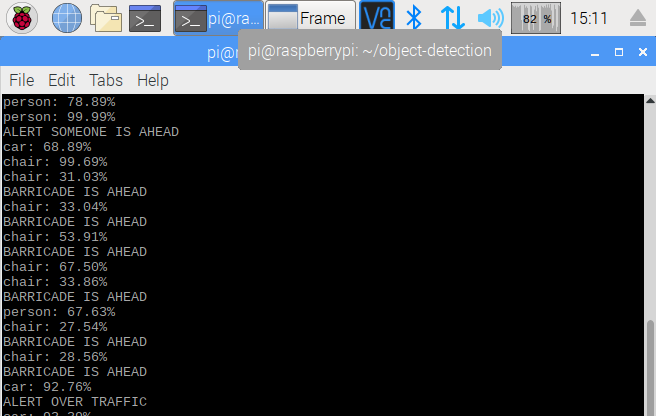 pi@ra...
Frame
82 %
15:11
pi@r
pi@raspberrypi: ~/object-detection
File Edit Tabs Help
person: 78.89%
person: 99.99%
ALERT SOMEONE IS AHEAD
car: 68.89%
chair: 99.69%
chair: 31.03%
BARRICADE IS AHEAD
chair: 33.04%
BARRICADE IS AHEAD
chair: 53.91%
BARRICADE IS AHEAD
chair: 67.50%
chair: 33.86%
BARRICADE IS AHEAD
person: 67.63%
chair: 27.54%
BARRICADE IS AHEAD
chair: 28.56%
BARRICADE IS AHEAD
car: 92.76%
ALERT OVER TRAFFIC